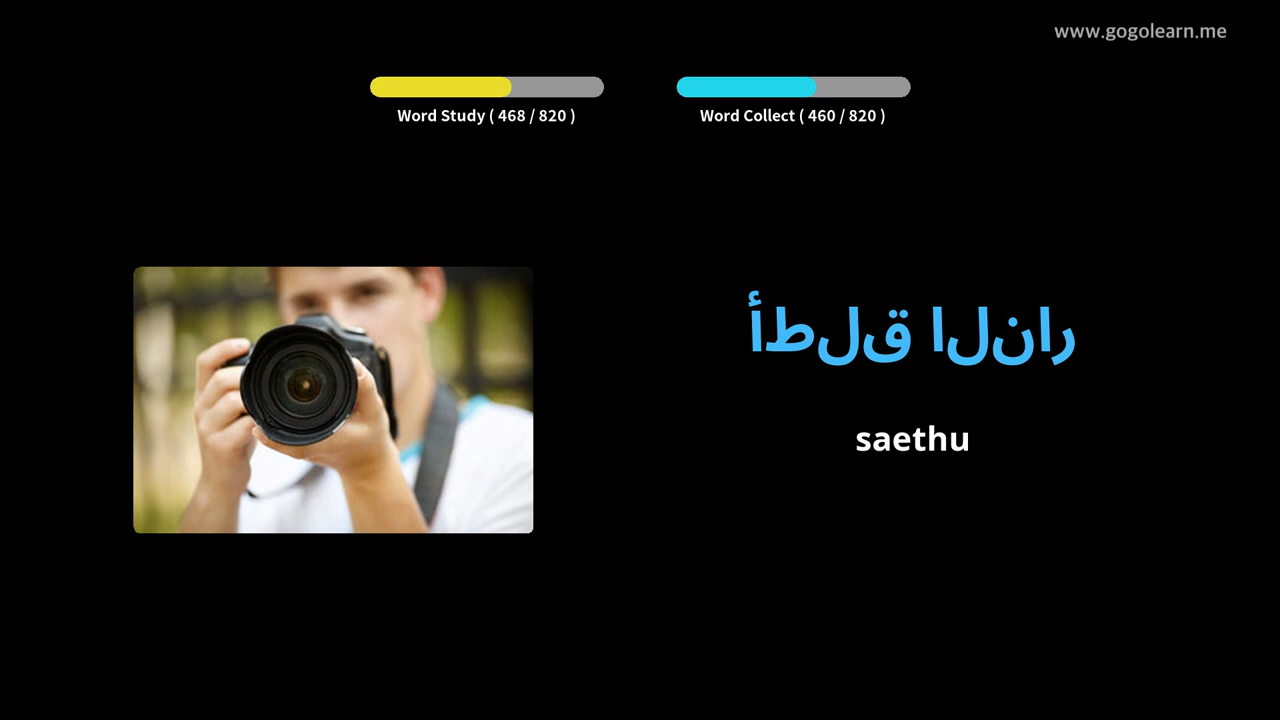 www.gogolearn.me
Word Study ( 468 / 820 )
Word Collect ( 460 / 820 )
أطلق النار
saethu